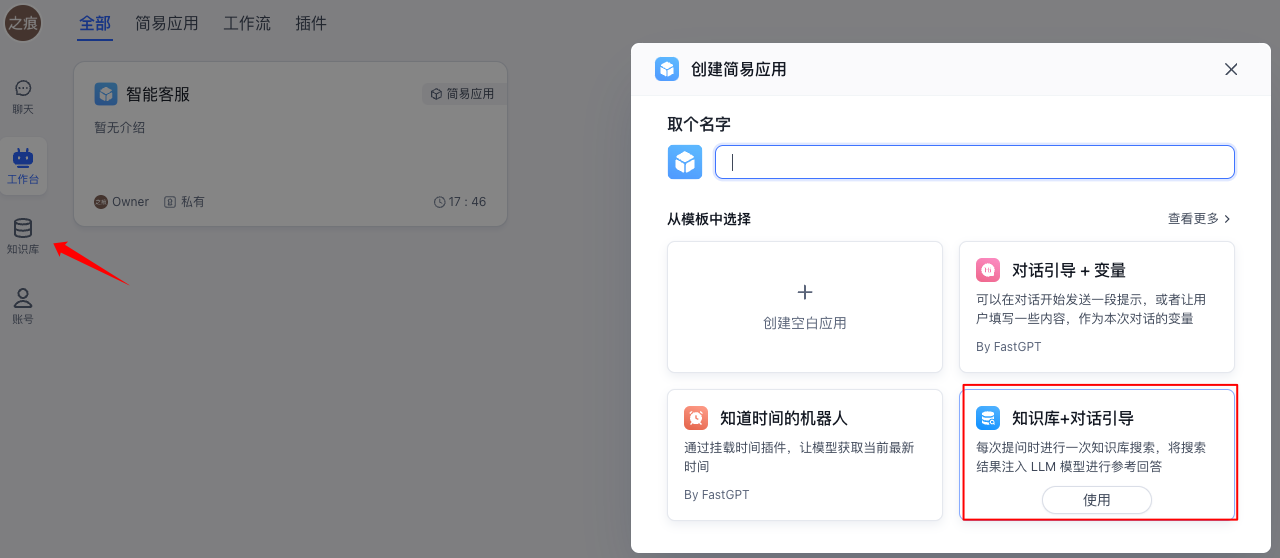 之痕
全部 简易应用 工作流 插件
聊天
工作台
知识库
账号
智能客服
简易应用
暂无介绍
之痕 Owner 私有 17 : 46
创建简易应用
取个名字
从模板中选择 查看更多
创建空白应用
对话引导 + 变量
可以在对话开始发送一段提示，或者让用
户填写一些内容，作为本次对话的变量
By FastGPT
知道时间的机器人
通过挂载时间插件，让模型获取当前最新
时间
By FastGPT
知识库+对话引导
每次提问时进行一次知识库搜索，将搜索
结果注入 LLM 模型进行参考回答
使用